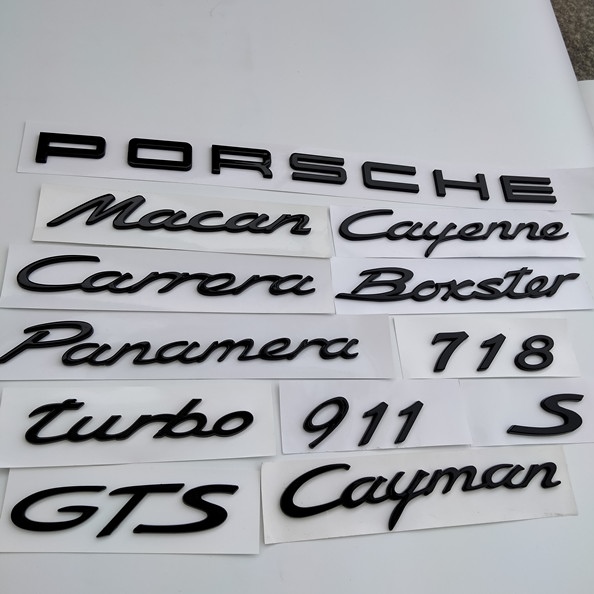 PORSCHE
Macan Cayenne
Carrera Boxster
Panamera 718
turbo 911 S
GTS Cayman